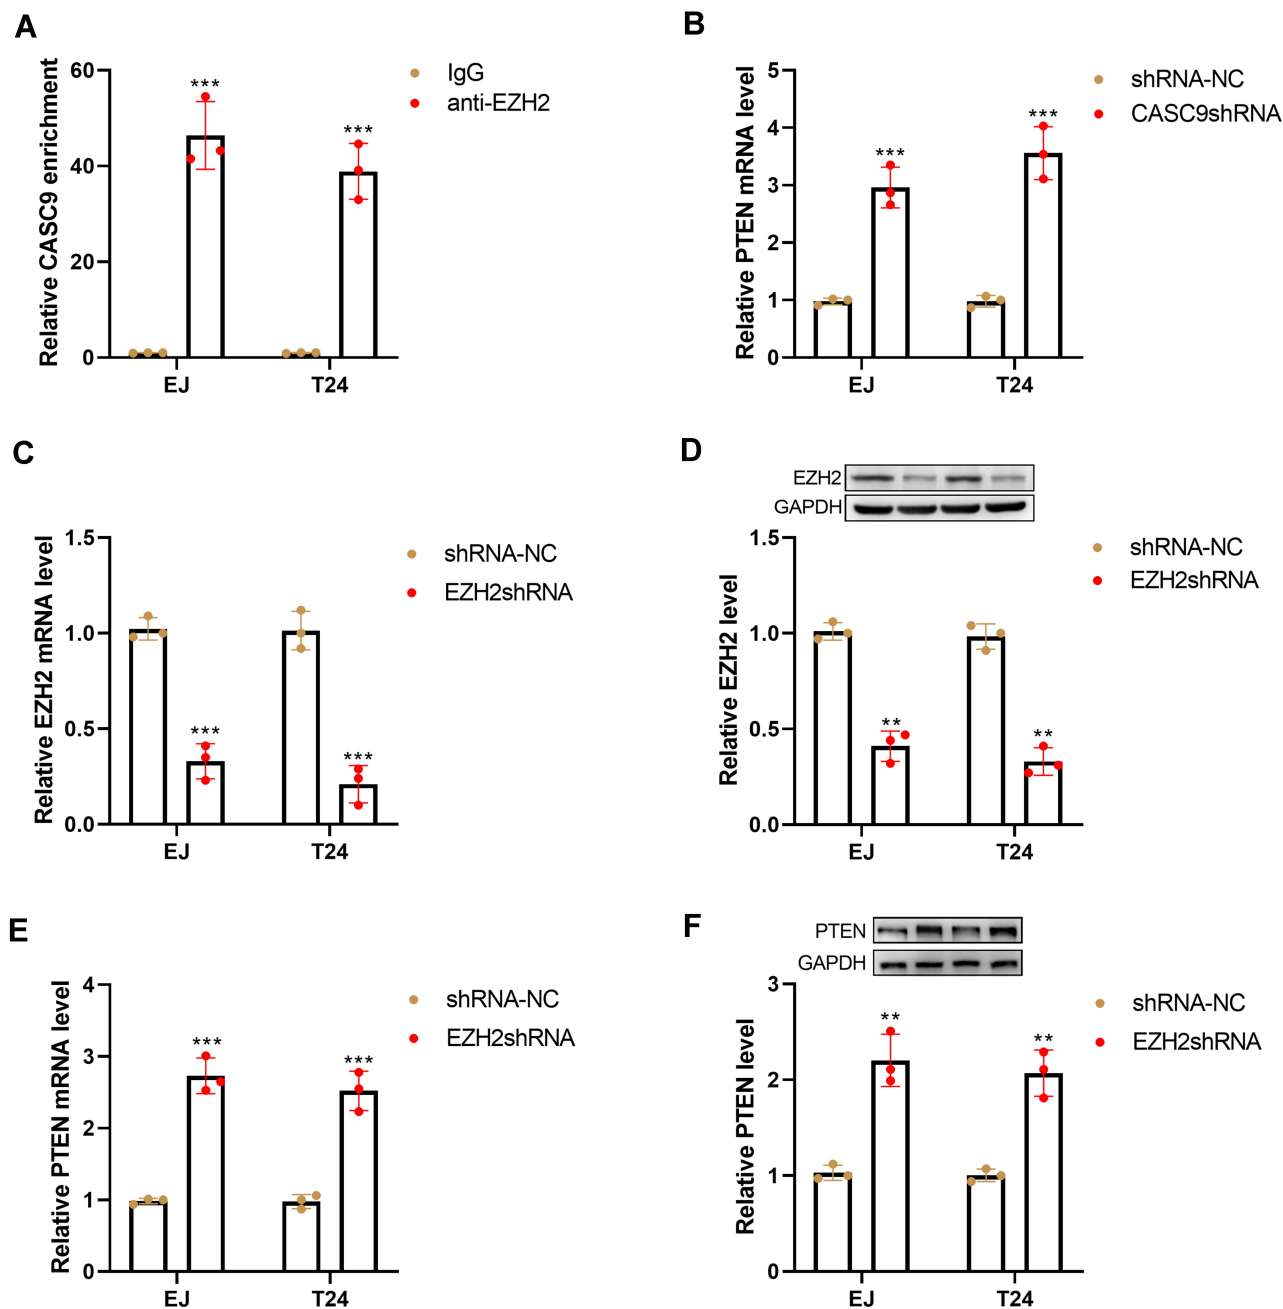 A
Relative CASC9 enrichment
60
40
20
0
***
***
EJ
T24
IgG
anti-EZH2
B
Relative PTEN mRNA level
5
4
3
2
1
0
***
***
EJ
T24
shRNA-NC
CASC9shRNA
C
Relative EZH2 mRNA level
1.5
1.0
0.5
0.0
***
***
EJ
T24
shRNA-NC
EZH2shRNA
D
EZH2
GAPDH
Relative EZH2 level
1.5
1.0
0.5
0.0
**
**
EJ
T24
shRNA-NC
EZH2shRNA
E
Relative PTEN mRNA level
4
3
2
1
0
***
***
EJ
T24
shRNA-NC
EZH2shRNA
F
PTEN
GAPDH
Relative PTEN level
3
2
1
0
**
**
EJ
T24
shRNA-NC
EZH2shRNA